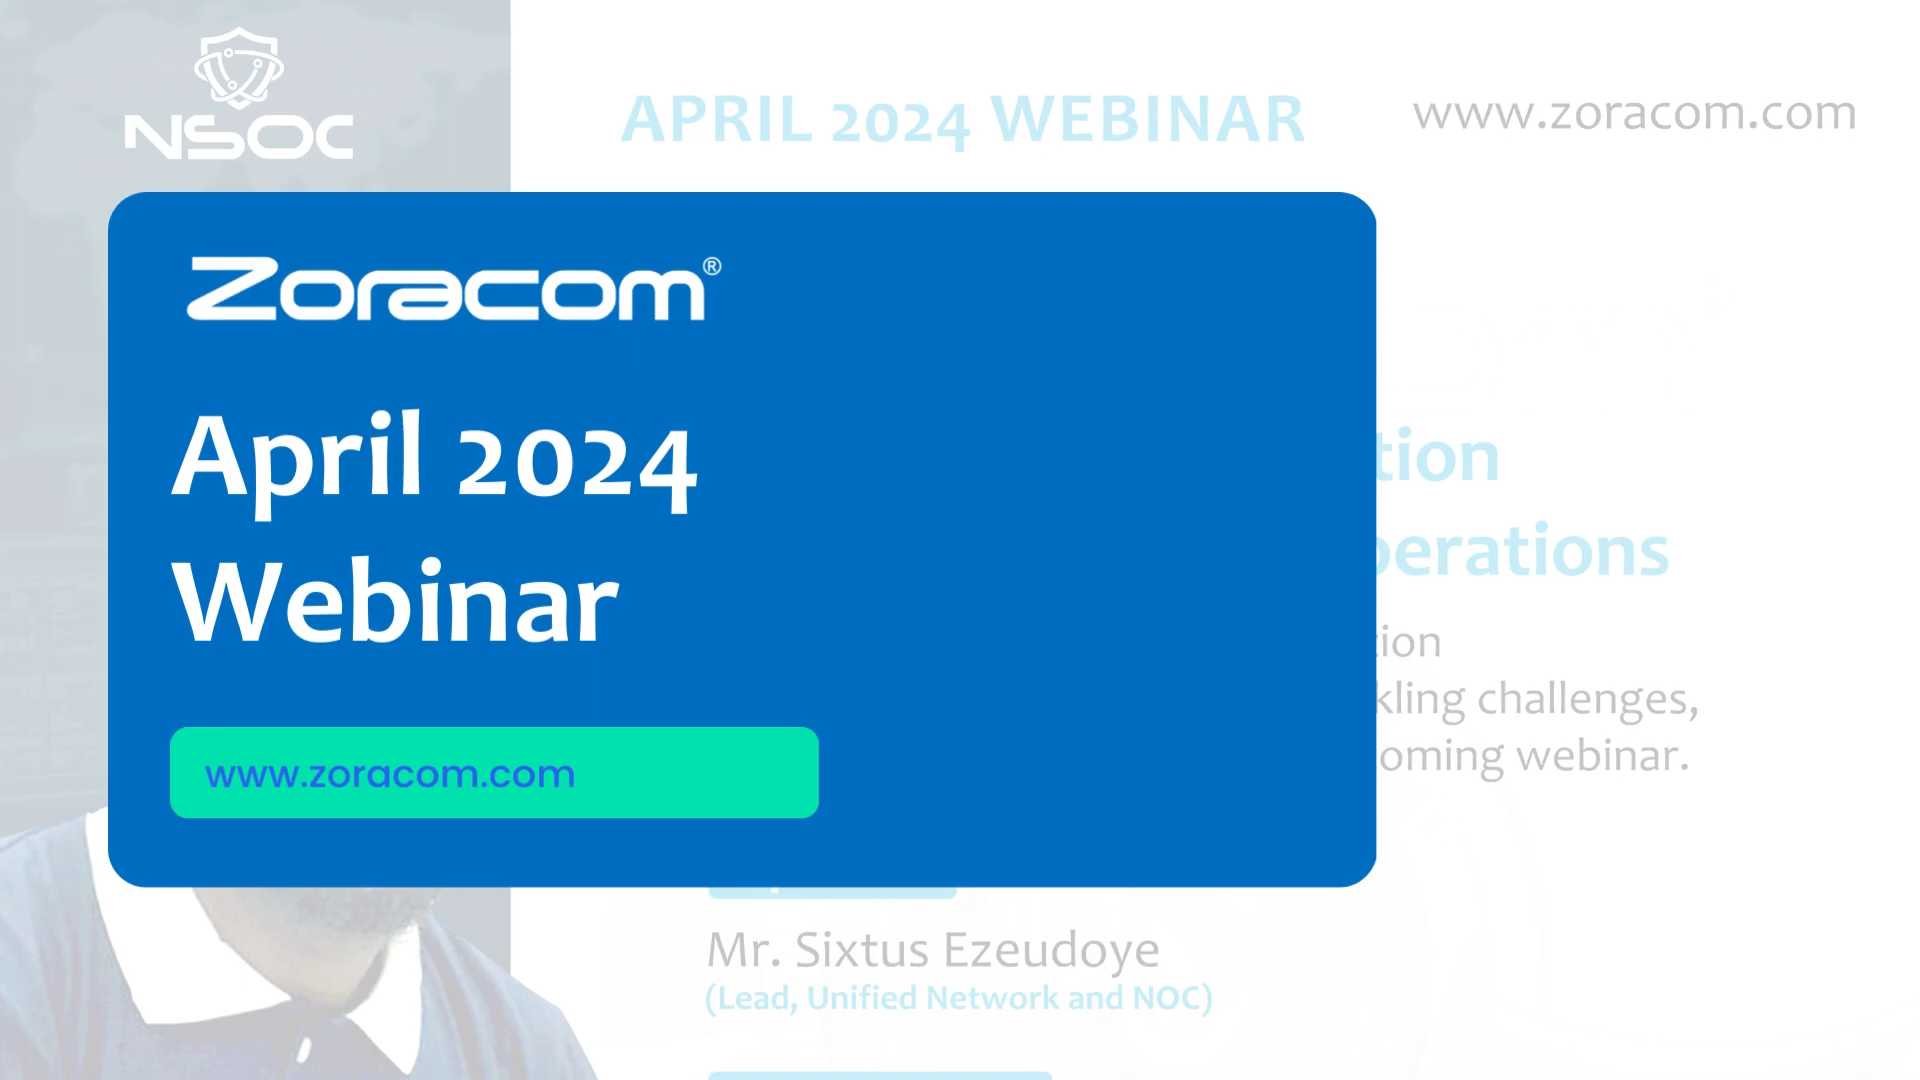 NSOC
APRIL 2024 WEBINAR
www.zoracom.com
Zoracom®
April 2024
Webinar
www.zoracom.com
tion
perations
tion
kling challenges,
oming webinar.
Mr. Sixtus Ezeudoye
(Lead, Unified Network and NOC)